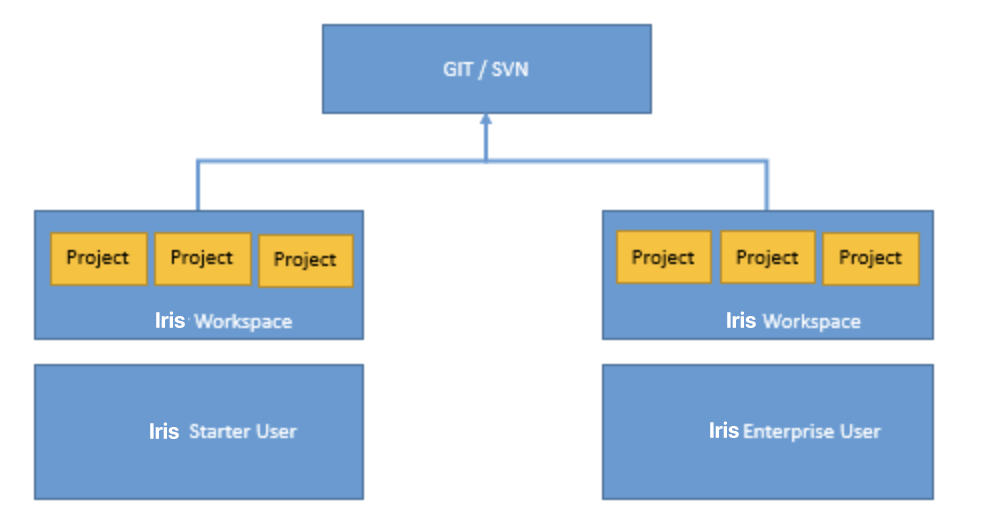 GIT / SVN
Project Project Project
Iris Workspace
Project Project Project
Iris Workspace
Iris Starter User
Iris Enterprise User